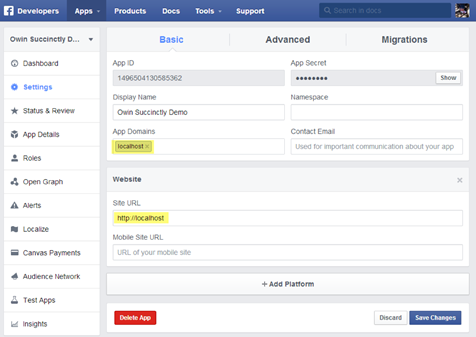 f Developers Apps Products Docs Tools Support Search in docs
Owin Succinctly D... Basic Advanced Migrations
Dashboard
Settings
Status & Review
App Details
Roles
Open Graph
Alerts
Localize
Canvas Payments
Audience Network
Test Apps
Insights
App ID App Secret
1496504130585362 ●●●●●●●● Show
Display Name Namespace
Owin Succinctly Demo
App Domains Contact Email
localhost × Used for important communication about your app
Website ×
Site URL
http://localhost
Mobile Site URL
URL of your mobile site
+ Add Platform
Delete App Discard Save Changes